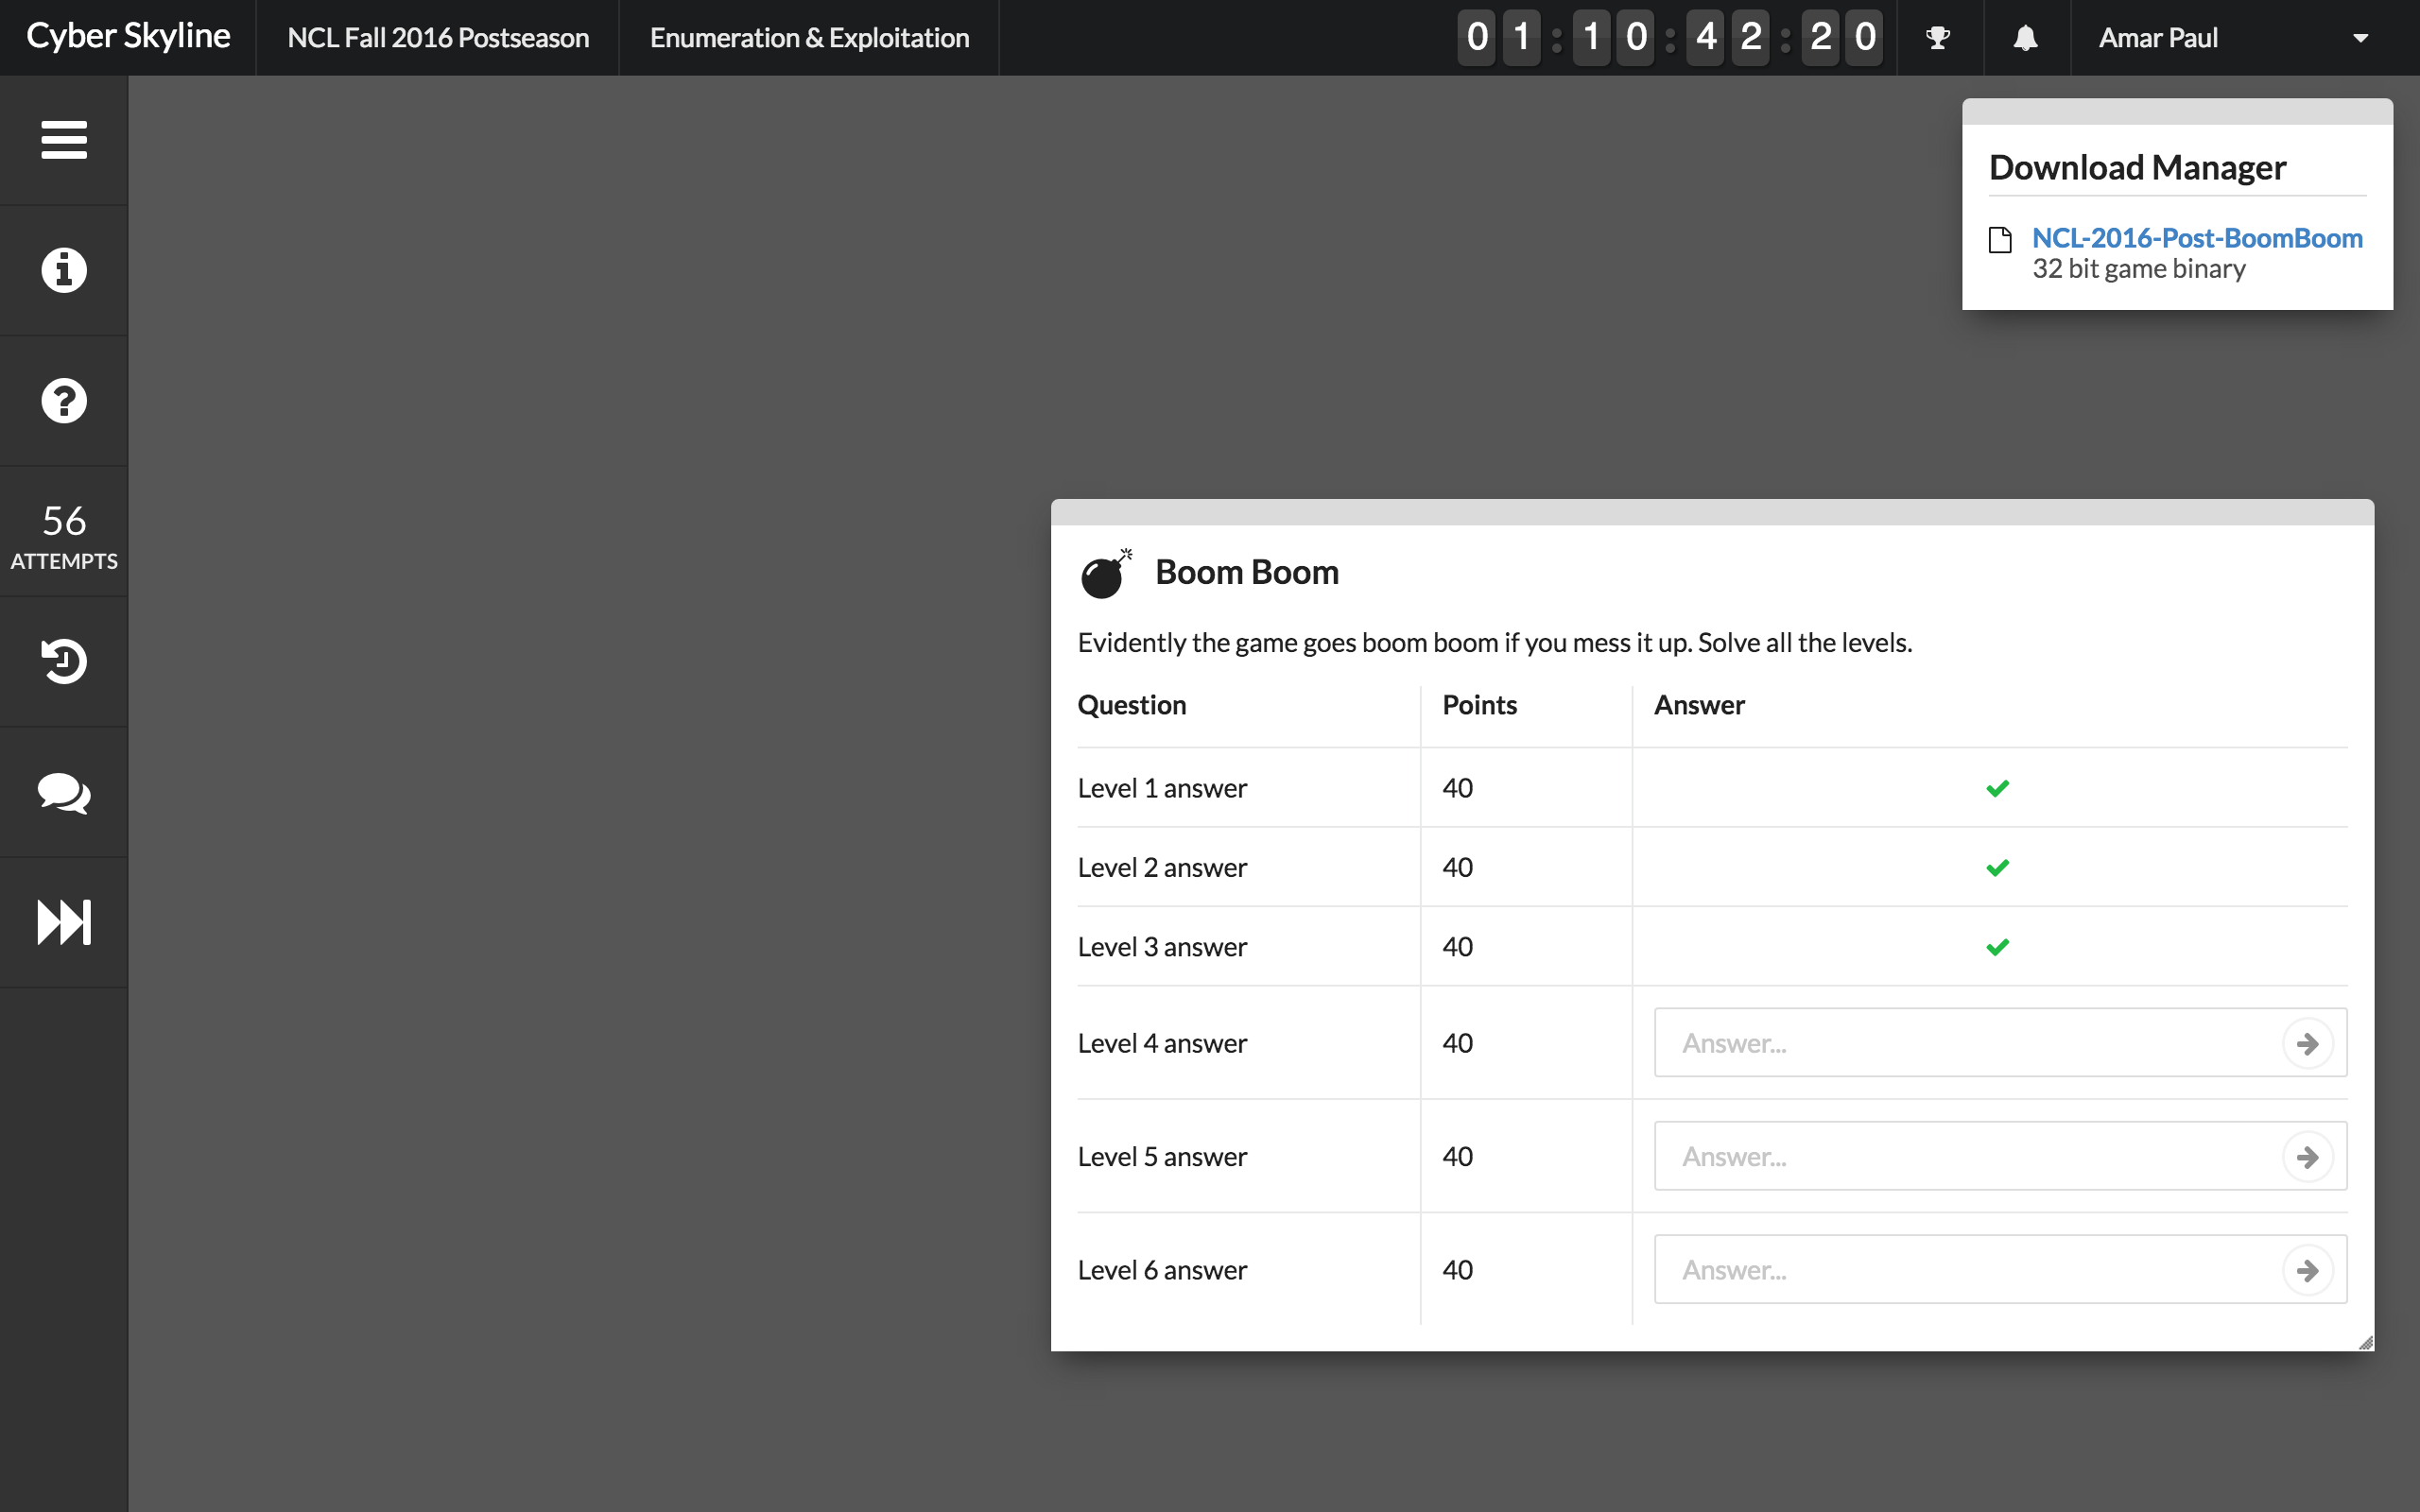 Cyber Skyline NCL Fall 2016 Postseason Enumeration & Exploitation 01:10:42:20 Amar Paul
Download Manager
NCL-2016-Post-BoomBoom
32 bit game binary
56
ATTEMPTS
Boom Boom
Evidently the game goes boom boom if you mess it up. Solve all the levels.
Question Points Answer
Level 1 answer 40
Level 2 answer 40
Level 3 answer 40
Level 4 answer 40 Answer...
Level 5 answer 40 Answer...
Level 6 answer 40 Answer...